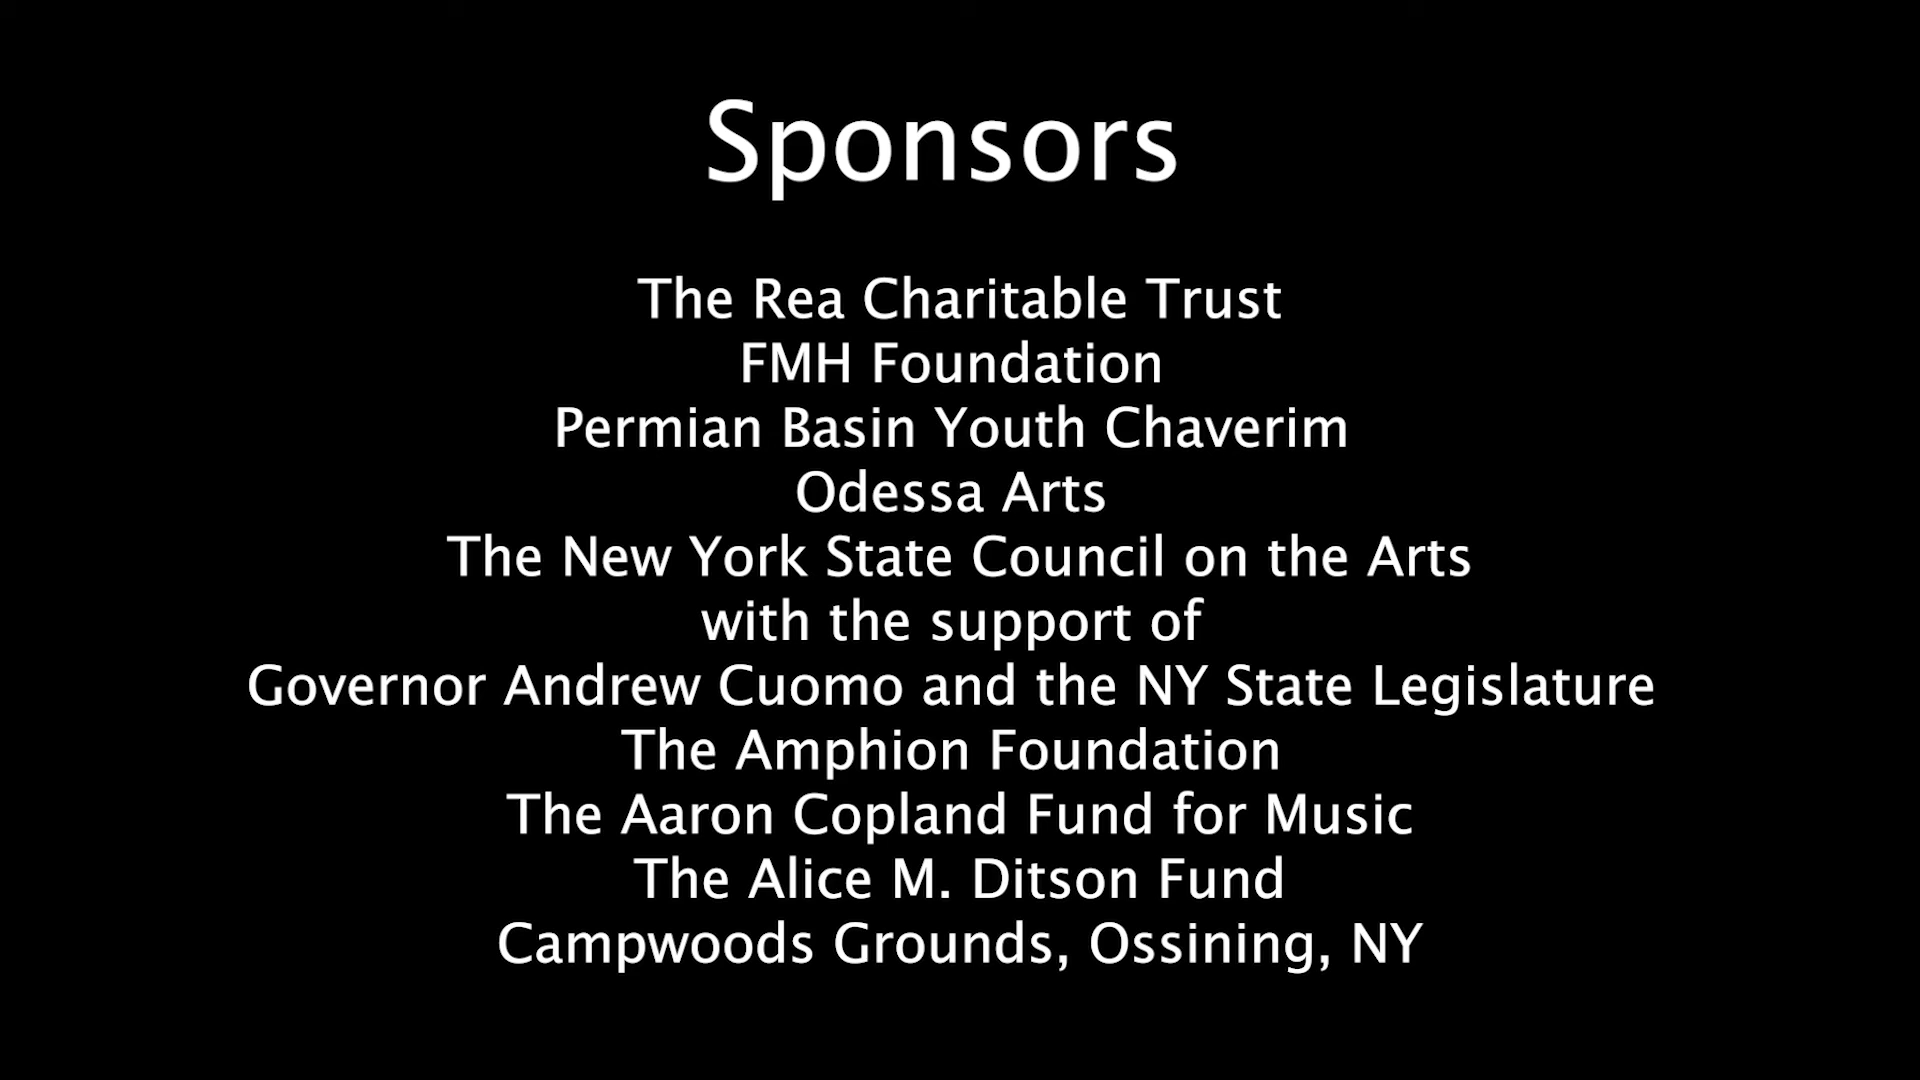 Sponsors
The Rea Charitable Trust
FMH Foundation
Permian Basin Youth Chaverim
Odessa Arts
The New York State Council on the Arts
with the support of
Governor Andrew Cuomo and the NY State Legislature
The Amphion Foundation
The Aaron Copland Fund for Music
The Alice M. Ditson Fund
Campwoods Grounds, Ossining, NY